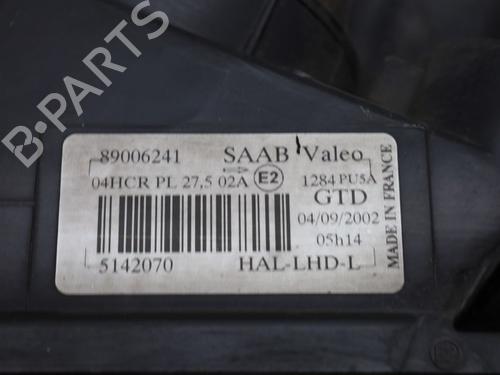 B-PARTS
89006241 SAAB Valeo
04HCR PL 27,5 02A E2 1284 PU5A
GTD
04/09/2002
05h14
5142070 HAL-LHD-L
MADE IN FRANCE